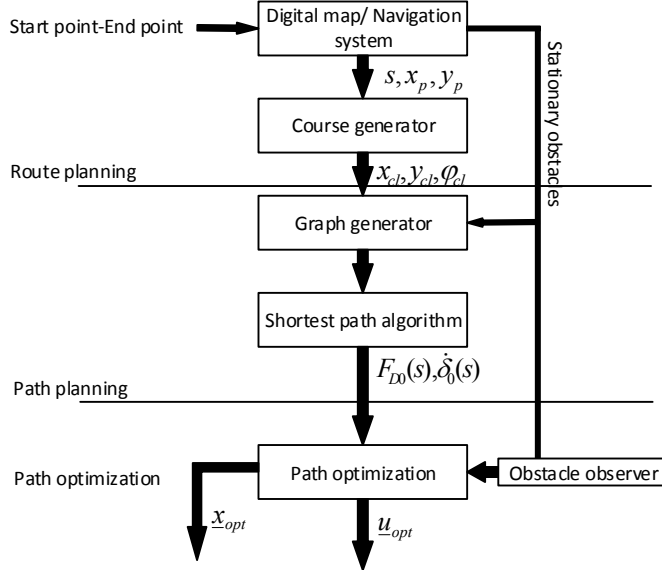 Start point-End point
Digital map/ Navigation
system
s, x_p, y_p
Stationary obstacles
Course generator
Route planning
x_cl, y_cl, φ_cl
Graph generator
Shortest path algorithm
F_D0(s), δ̇_0(s)
Path planning
Path optimization
Path optimization
Obstacle observer
x_opt
u_opt